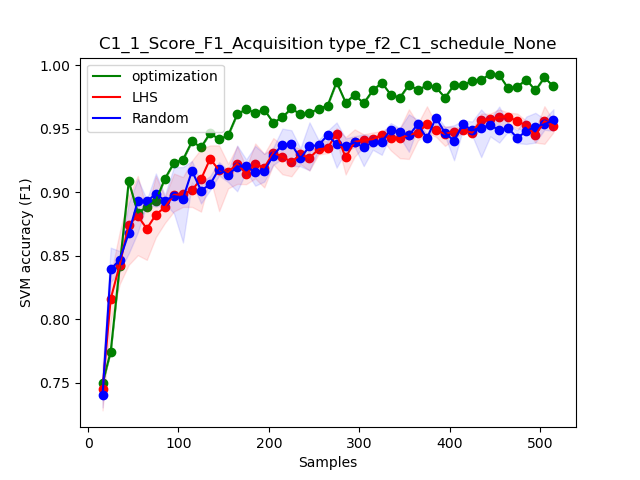 C1_1_Score_F1_Acquisition type_f2_C1_schedule_None
optimization
LHS
Random
1.00
0.95
0.90
0.85
0.80
0.75
SVM accuracy (F1)
0 100 200 300 400 500
Samples